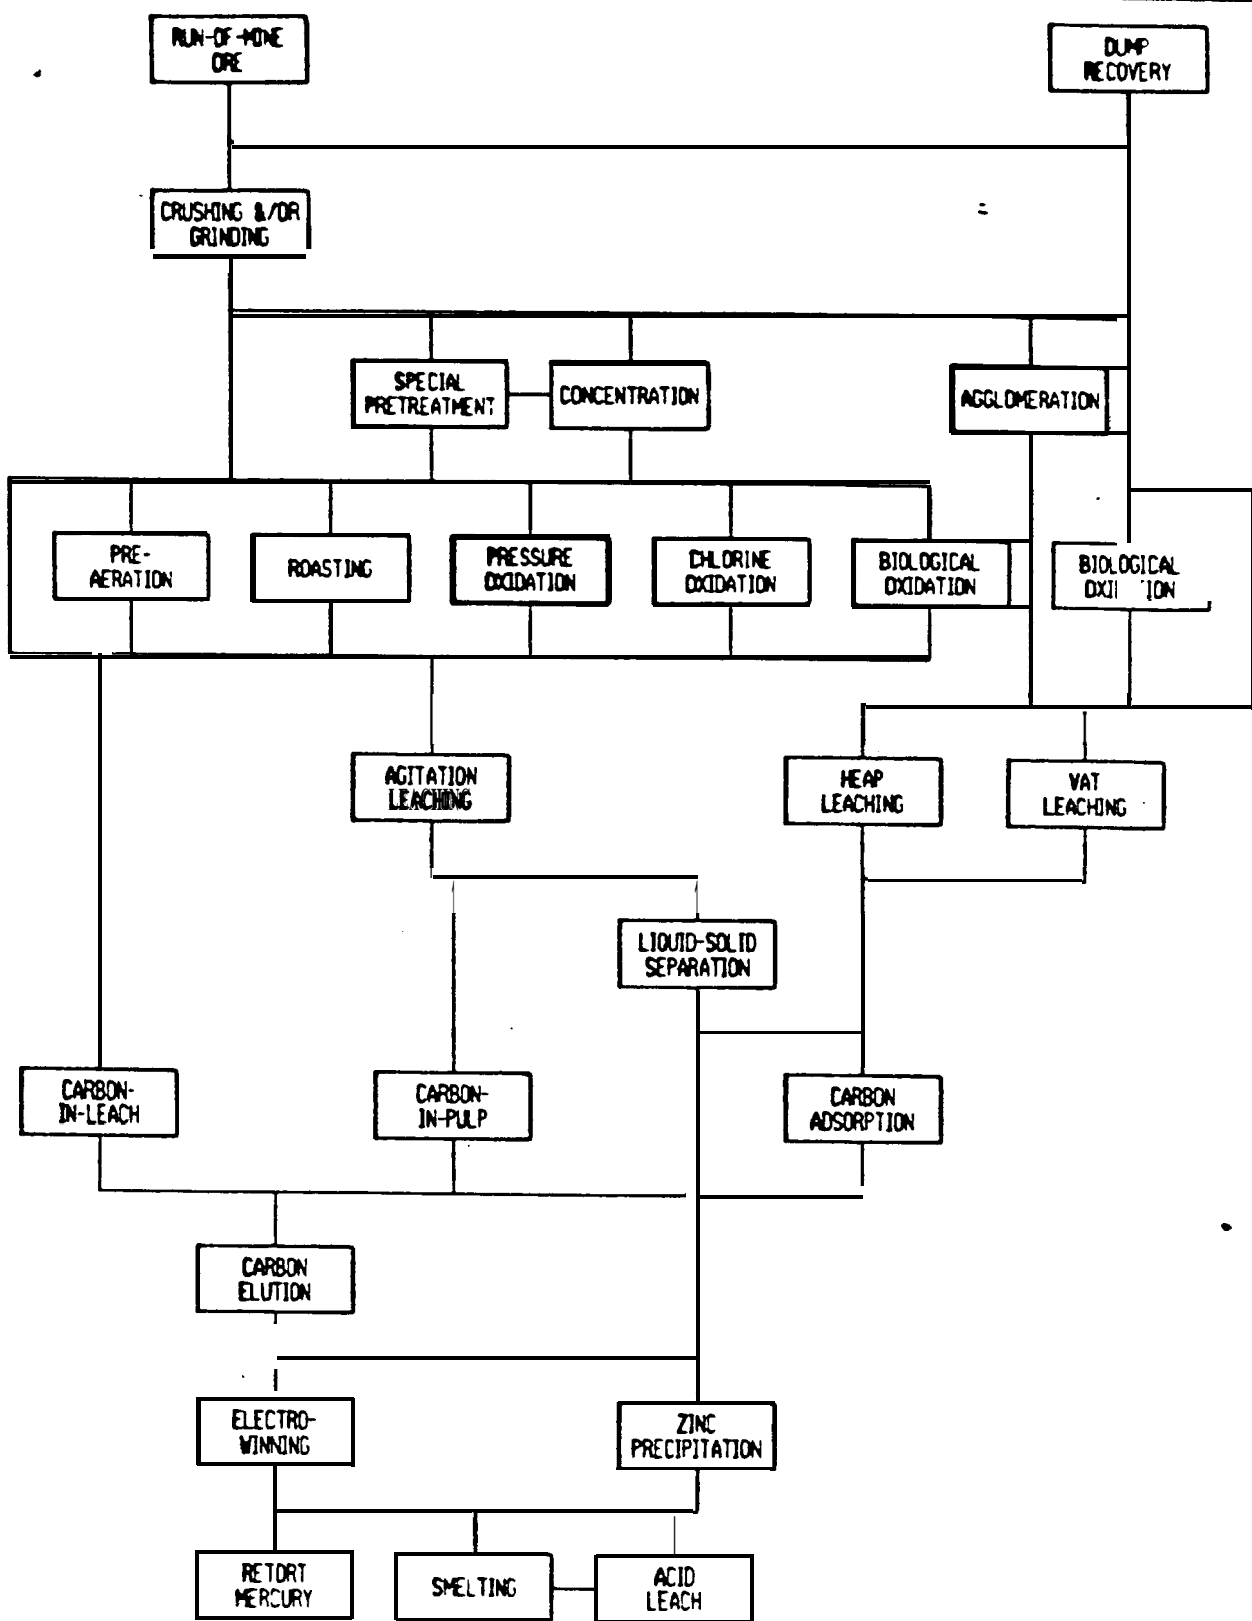 RUN-OF-MINE
ORE
DUMP
RECOVERY
CRUSHING &/OR
GRINDING
SPECIAL
PRETREATMENT
CONCENTRATION
AGGLOMERATION
PRE-
AERATION
ROASTING
PRESSURE
OXIDATION
CHLORINE
OXIDATION
BIOLOGICAL
OXIDATION
BIOLOGICAL
AGITATION
LEACHING
HEAP
LEACHING
VAT
LEACHING
LIQUID-SOLID
SEPARATION
CARBON-
IN-LEACH
CARBON-
IN-PULP
CARBON
ADSORPTION
CARBON
ELUTION
ELECTRO-
WINNING
ZINC
PRECIPITATION
RETORT
MERCURY
SMELTING
ACID
LEACH